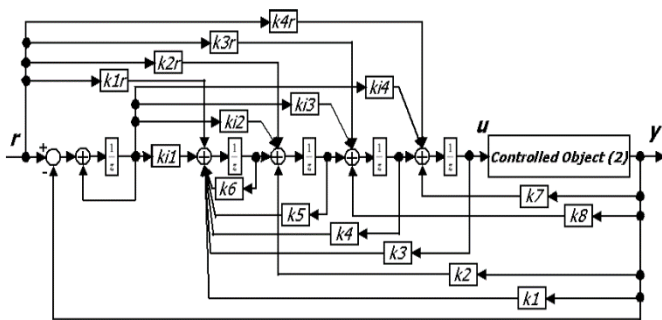 k4r
k3r
k2r
k1r
ki4
ki3
ki2
r
+
-
+
1
z
ki1
+
1
z
+
1
z
+
1
z
+
1
z
u
Controlled Object (2)
y
k6
k7
k5
k8
k4
k3
k2
k1